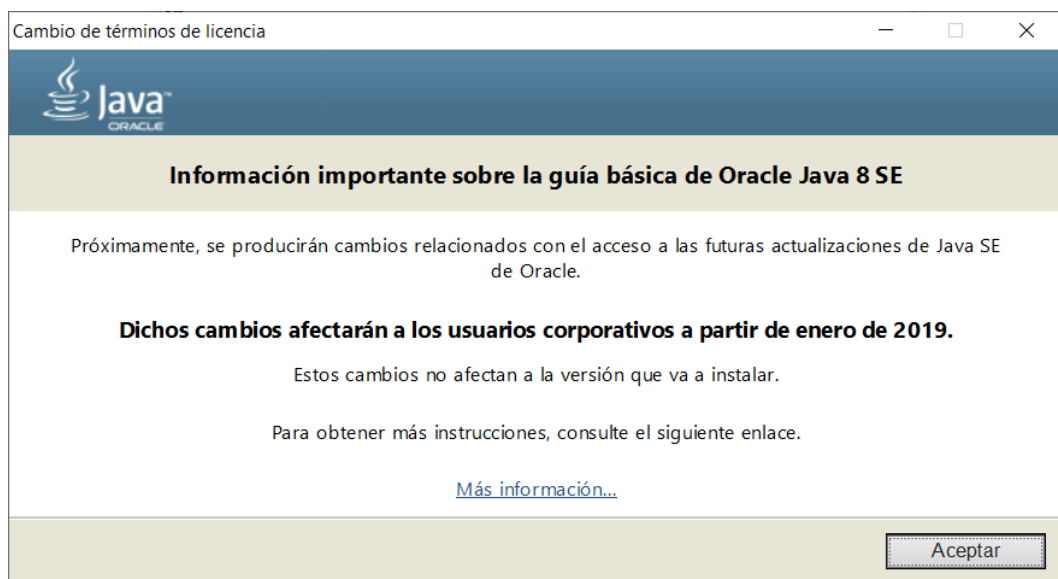 Cambio de términos de licencia
Java™
ORACLE
Información importante sobre la guía básica de Oracle Java 8 SE
Próximamente, se producirán cambios relacionados con el acceso a las futuras actualizaciones de Java SE
de Oracle.
Dichos cambios afectarán a los usuarios corporativos a partir de enero de 2019.
Estos cambios no afectan a la versión que va a instalar.
Para obtener más instrucciones, consulte el siguiente enlace.
Más información...
Aceptar